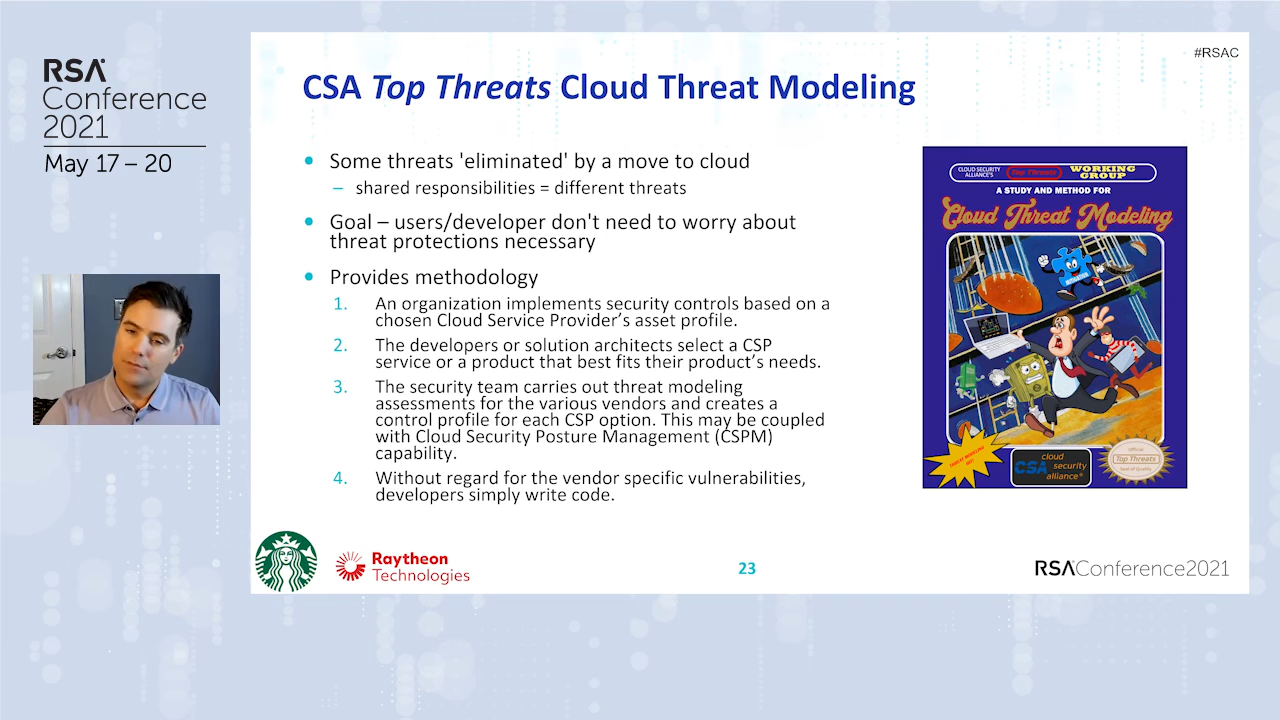 RSA
Conference
2021
May 17 – 20
#RSAC
CSA Top Threats Cloud Threat Modeling
• Some threats 'eliminated' by a move to cloud
– shared responsibilities = different threats
• Goal – users/developer don't need to worry about
threat protections necessary
• Provides methodology
1. An organization implements security controls based on a
chosen Cloud Service Provider’s asset profile.
2. The developers or solution architects select a CSP
service or a product that best fits their product’s needs.
3. The security team carries out threat modeling
assessments for the various vendors and creates a
control profile for each CSP option. This may be coupled
with Cloud Security Posture Management (CSPM)
capability.
4. Without regard for the vendor specific vulnerabilities,
developers simply write code.
CLOUD SECURITY
ALLIANCE'S
Top Threats
WORKING
GROUP
A STUDY AND METHOD FOR
Cloud Threat Modeling
CSA
cloud
security
alliance®
Official
Top Threats
Seal of Quality
Raytheon
Technologies
23
RSAConference2021